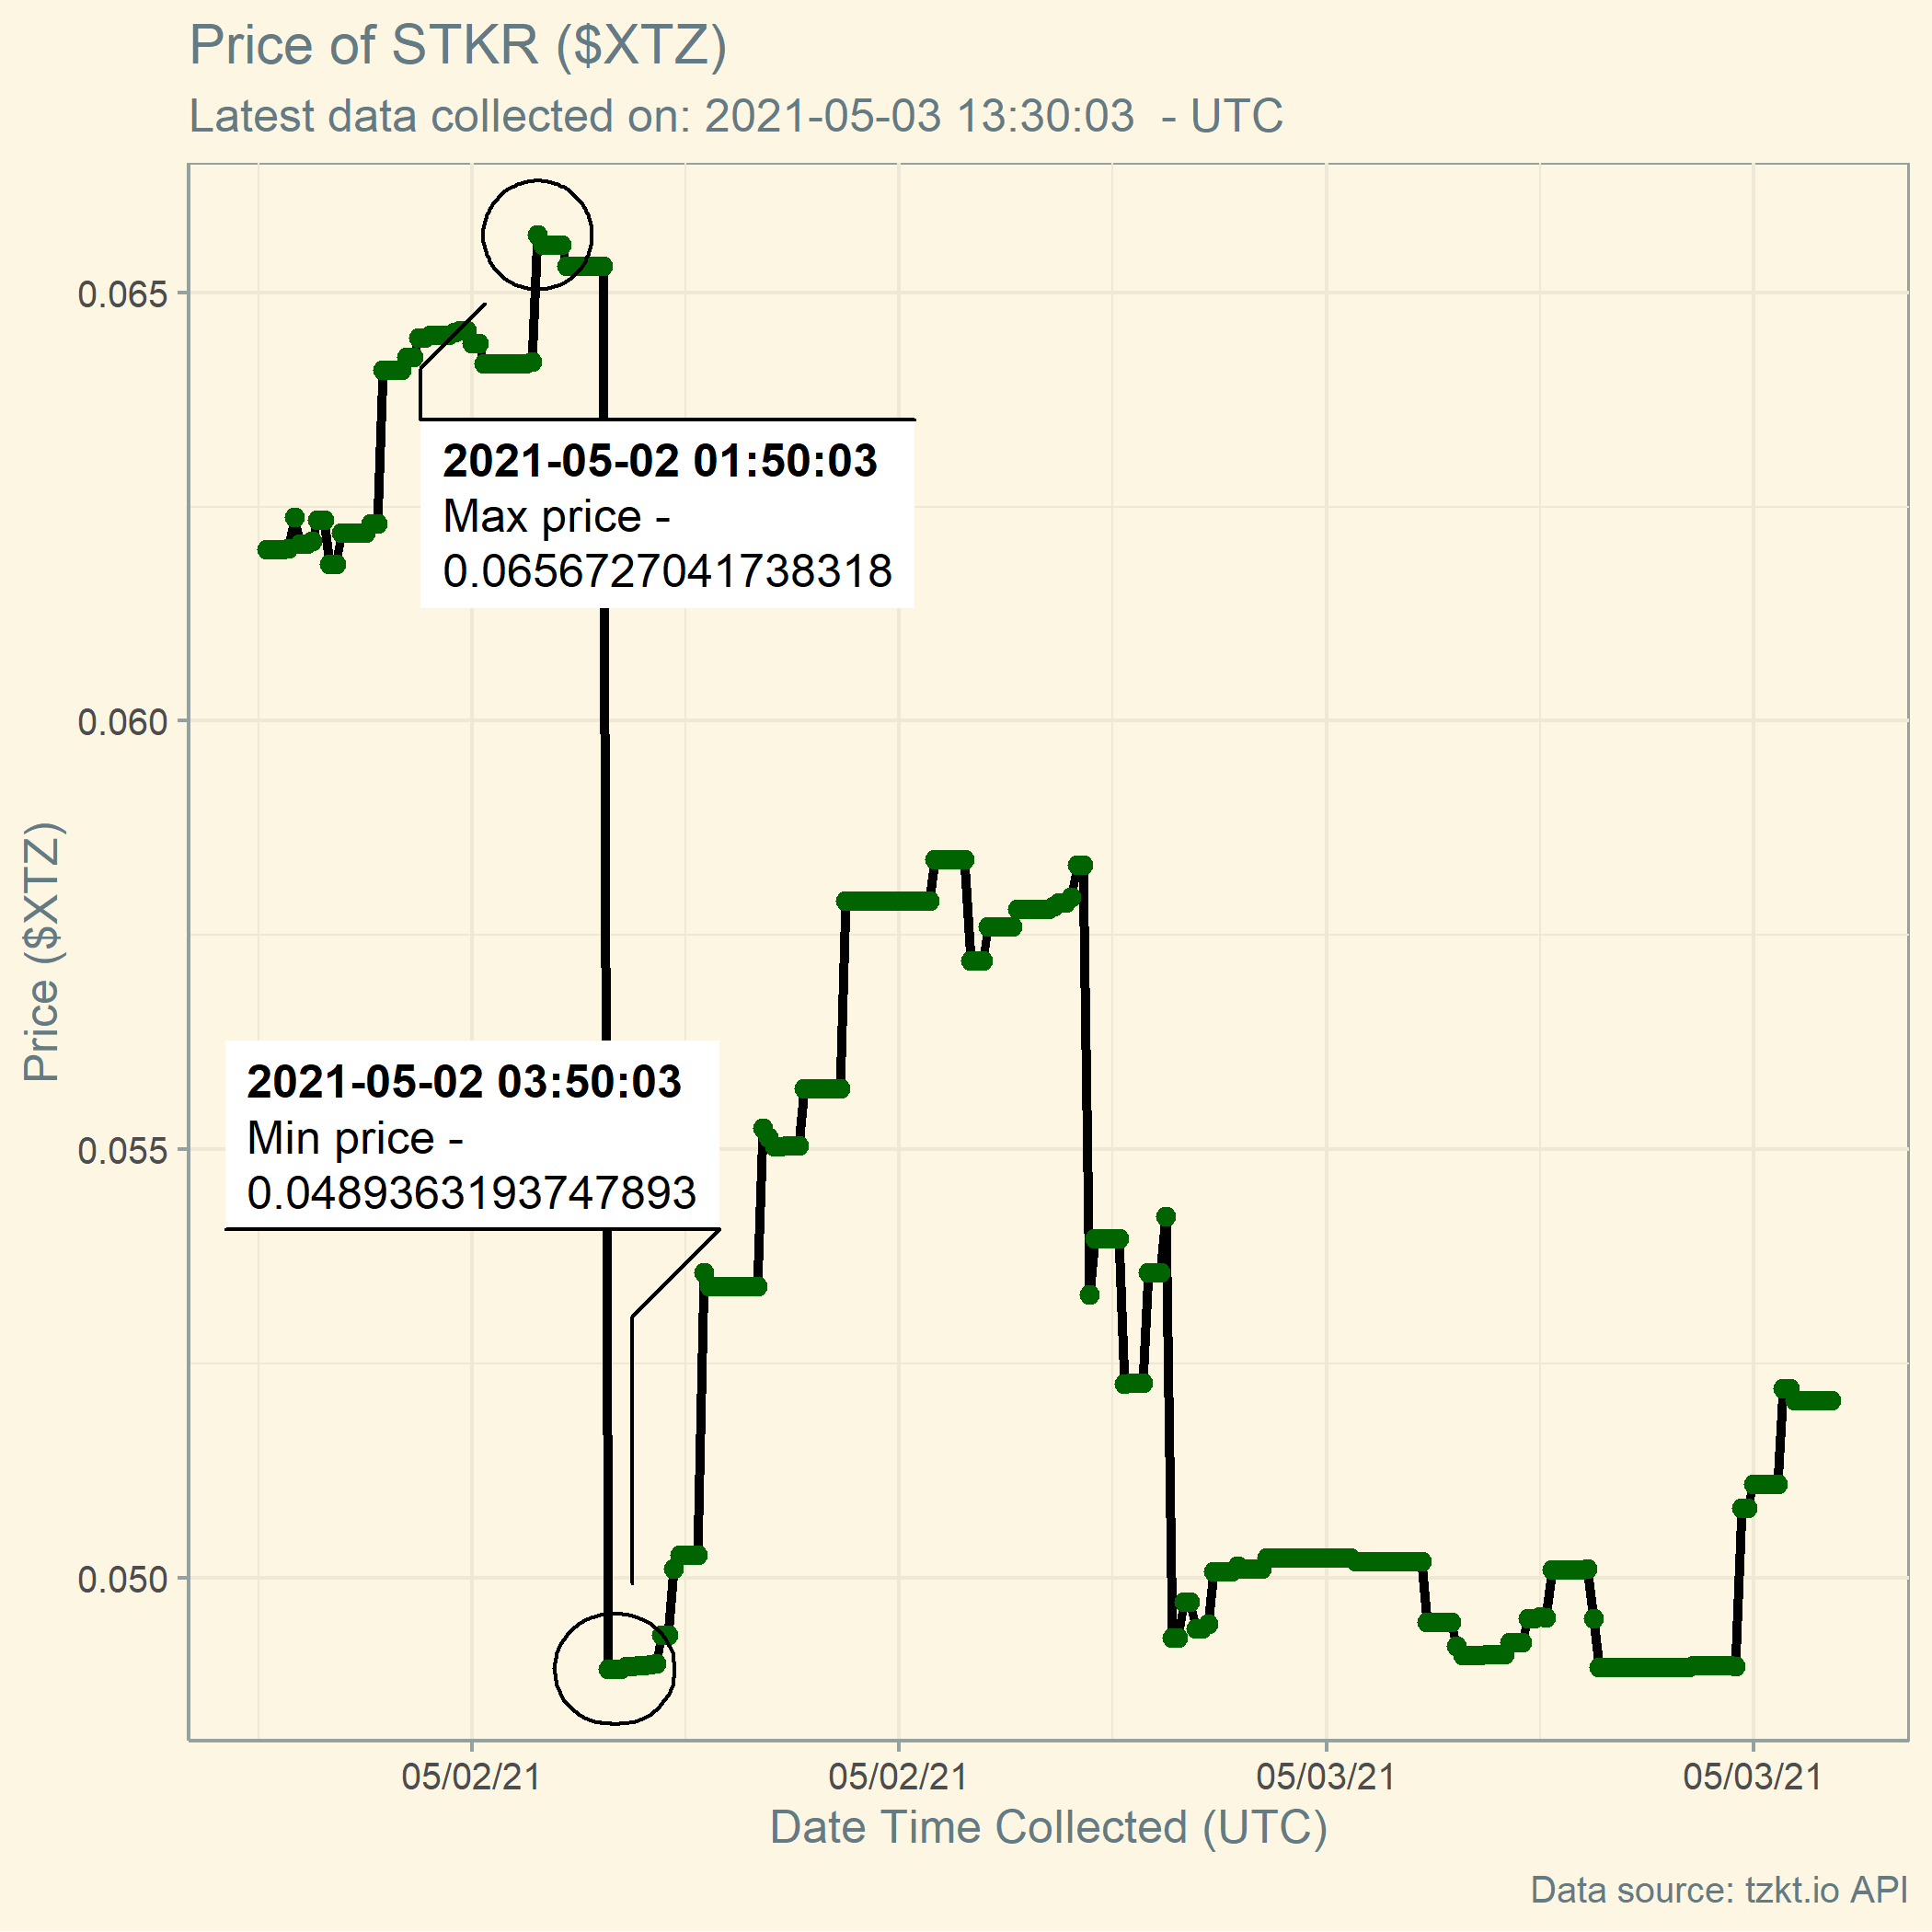 Price of STKR ($XTZ)
Latest data collected on: 2021-05-03 13:30:03  - UTC
0.065
2021-05-02 01:50:03
Max price -
0.0656727041738318
0.060
Price ($XTZ)
2021-05-02 03:50:03
Min price -
0.0489363193747893
0.055
0.050
05/02/21
05/02/21
05/03/21
05/03/21
Date Time Collected (UTC)
Data source: tzkt.io API